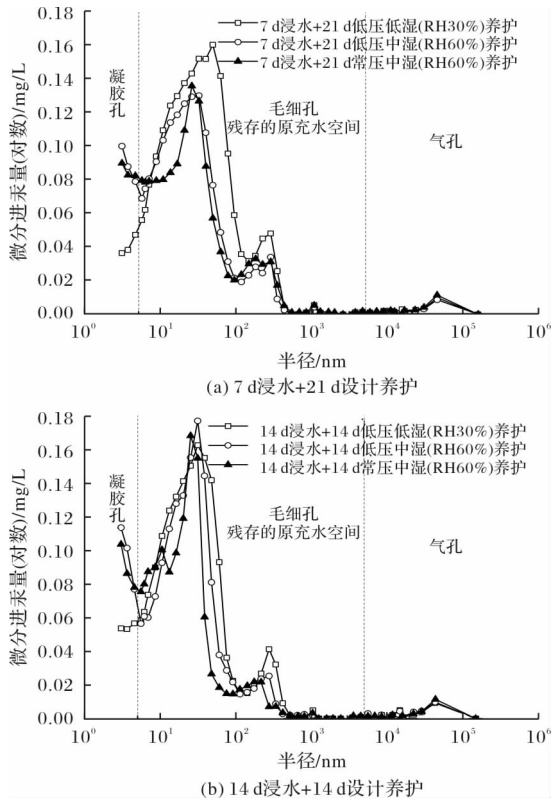 7 d浸水+21 d低压低湿(RH30%)养护
7 d浸水+21 d低压中湿(RH60%)养护
7 d浸水+21 d常压中湿(RH60%)养护
凝胶孔
毛细孔
残存的原充水空间
气孔
微分进汞量(对数)/mg/L
0.18
0.16
0.14
0.12
0.10
0.08
0.06
0.04
0.02
0.00
10⁰ 10¹ 10² 10³ 10⁴ 10⁵ 10⁶
半径/nm
(a) 7 d浸水+21 d设计养护
14 d浸水+14 d低压低湿(RH30%)养护
14 d浸水+14 d低压中湿(RH60%)养护
14 d浸水+14 d常压中湿(RH60%)养护
凝胶孔
毛细孔
残存的原充水空间
气孔
微分进汞量(对数)/mg/L
0.18
0.16
0.14
0.12
0.10
0.08
0.06
0.04
0.02
0.00
10⁰ 10¹ 10² 10³ 10⁴ 10⁵ 10⁶
半径/nm
(b) 14 d浸水+14 d设计养护